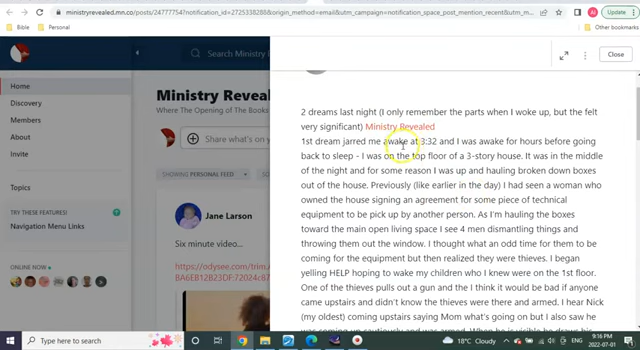 ministryrevealed.mn.co/posts/24777754?notification_id=2725338288&origin_method=email&utm_campaign=notification_space_post_mention_recent&utm_m...
Update
Bible
Personal
Other bookmarks
Search Ministry
Close
Home
Discovery
Members
About
Inviting
Topics
TRY THESE FEATURES!
Navigation Menu Links
ONLINE NOW
Ministry Reve
Where The Opening of The Books
Share what's on you
Jane Larson
Six minute video...
https://odysee.com/trim.
BA6EB12B23DF:3725933
2 dreams last night (I only remember the parts when I woke up, but the felt
very significant) Ministry Revealed
1st dream jarred me awake at 3:32 and I was awake for hours before going
back to sleep - I was on the top floor of a 3-story house. It was in the middle
of the night and for some reason I was up and hauling broken down boxes
out of the house. Previously (like earlier in the day) I had seen a woman who
owned the house signing an agreement for some piece of technical
equipment to be pick up by another person. As I'm hauling the boxes
toward the main open living space I see 4 men dismantling things and
throwing them out the window. I thought what an odd time for them to be
coming for the equipment but then realized they were thieves. I began
yelling HELP hoping to wake my children who I knew were on the 1st floor.
One of the thieves pulls out a gun and the I think it would be bad if anyone
came upstairs and didn't know the thieves were there and armed. I hear Nick
(my oldest) coming upstairs saying Mom what's going on but I also saw he
Type here to search
18°C Cloudy
9:16 PM
2022-07-01